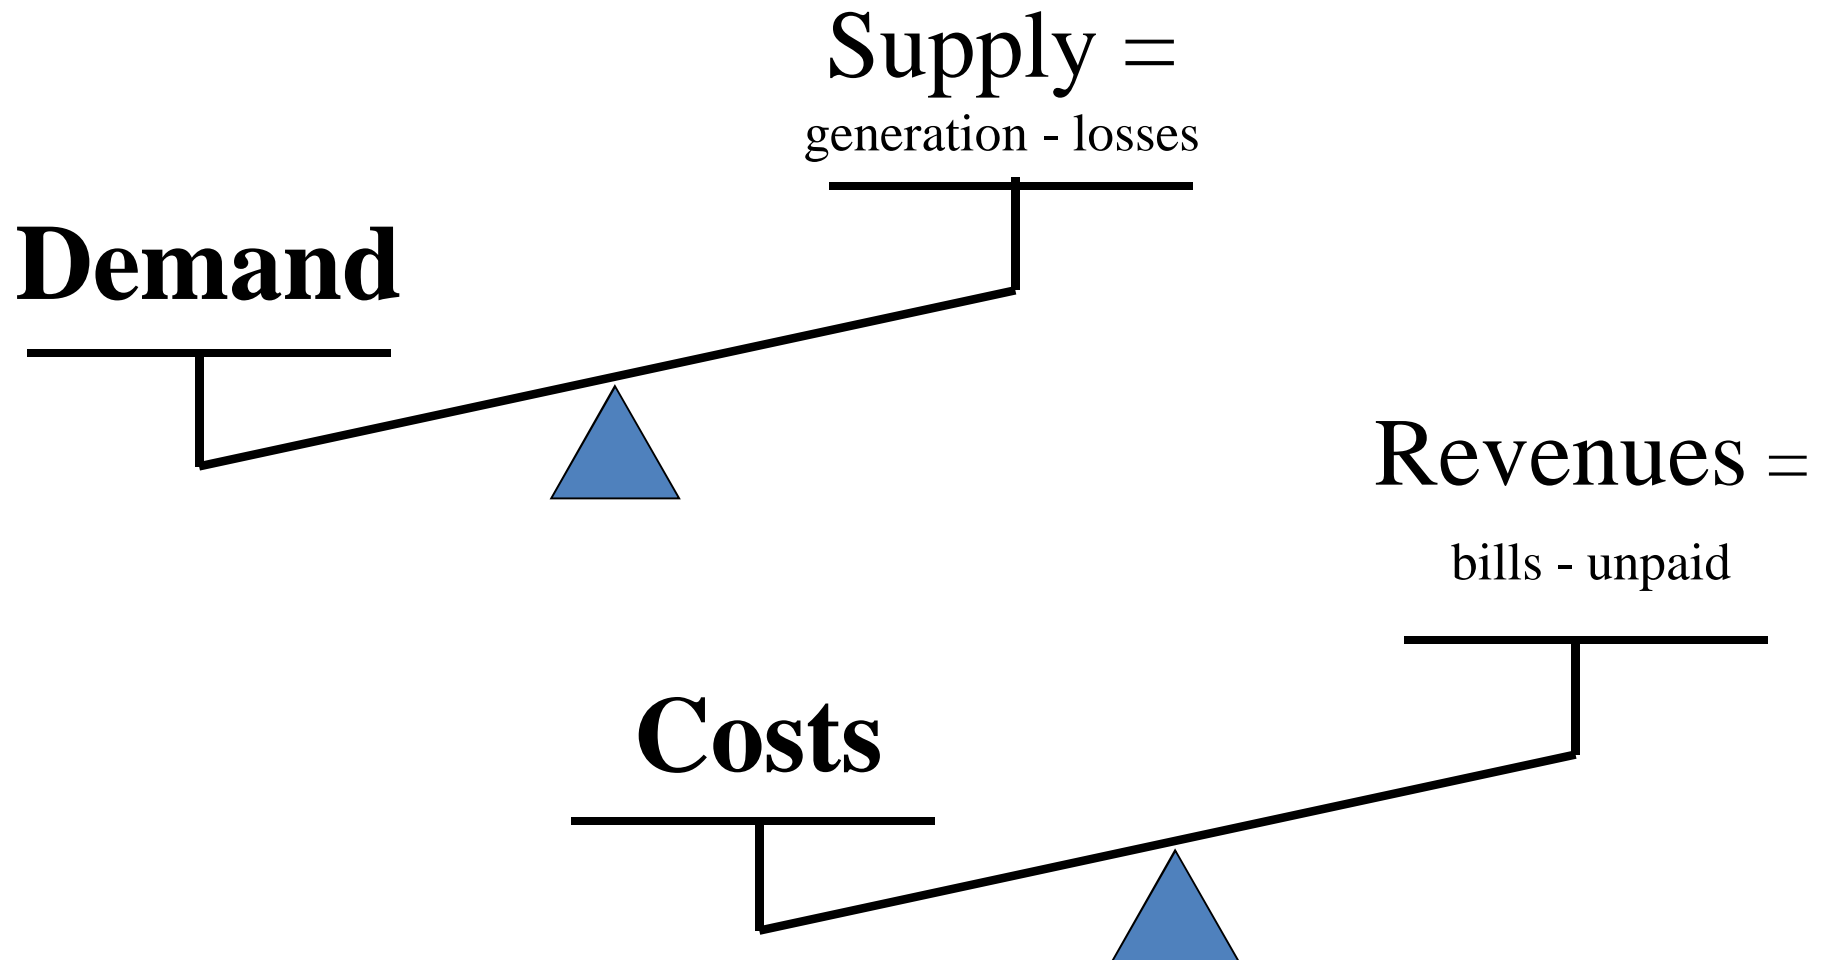 Supply =
generation - losses
Demand
Revenues =
bills - unpaid
Costs